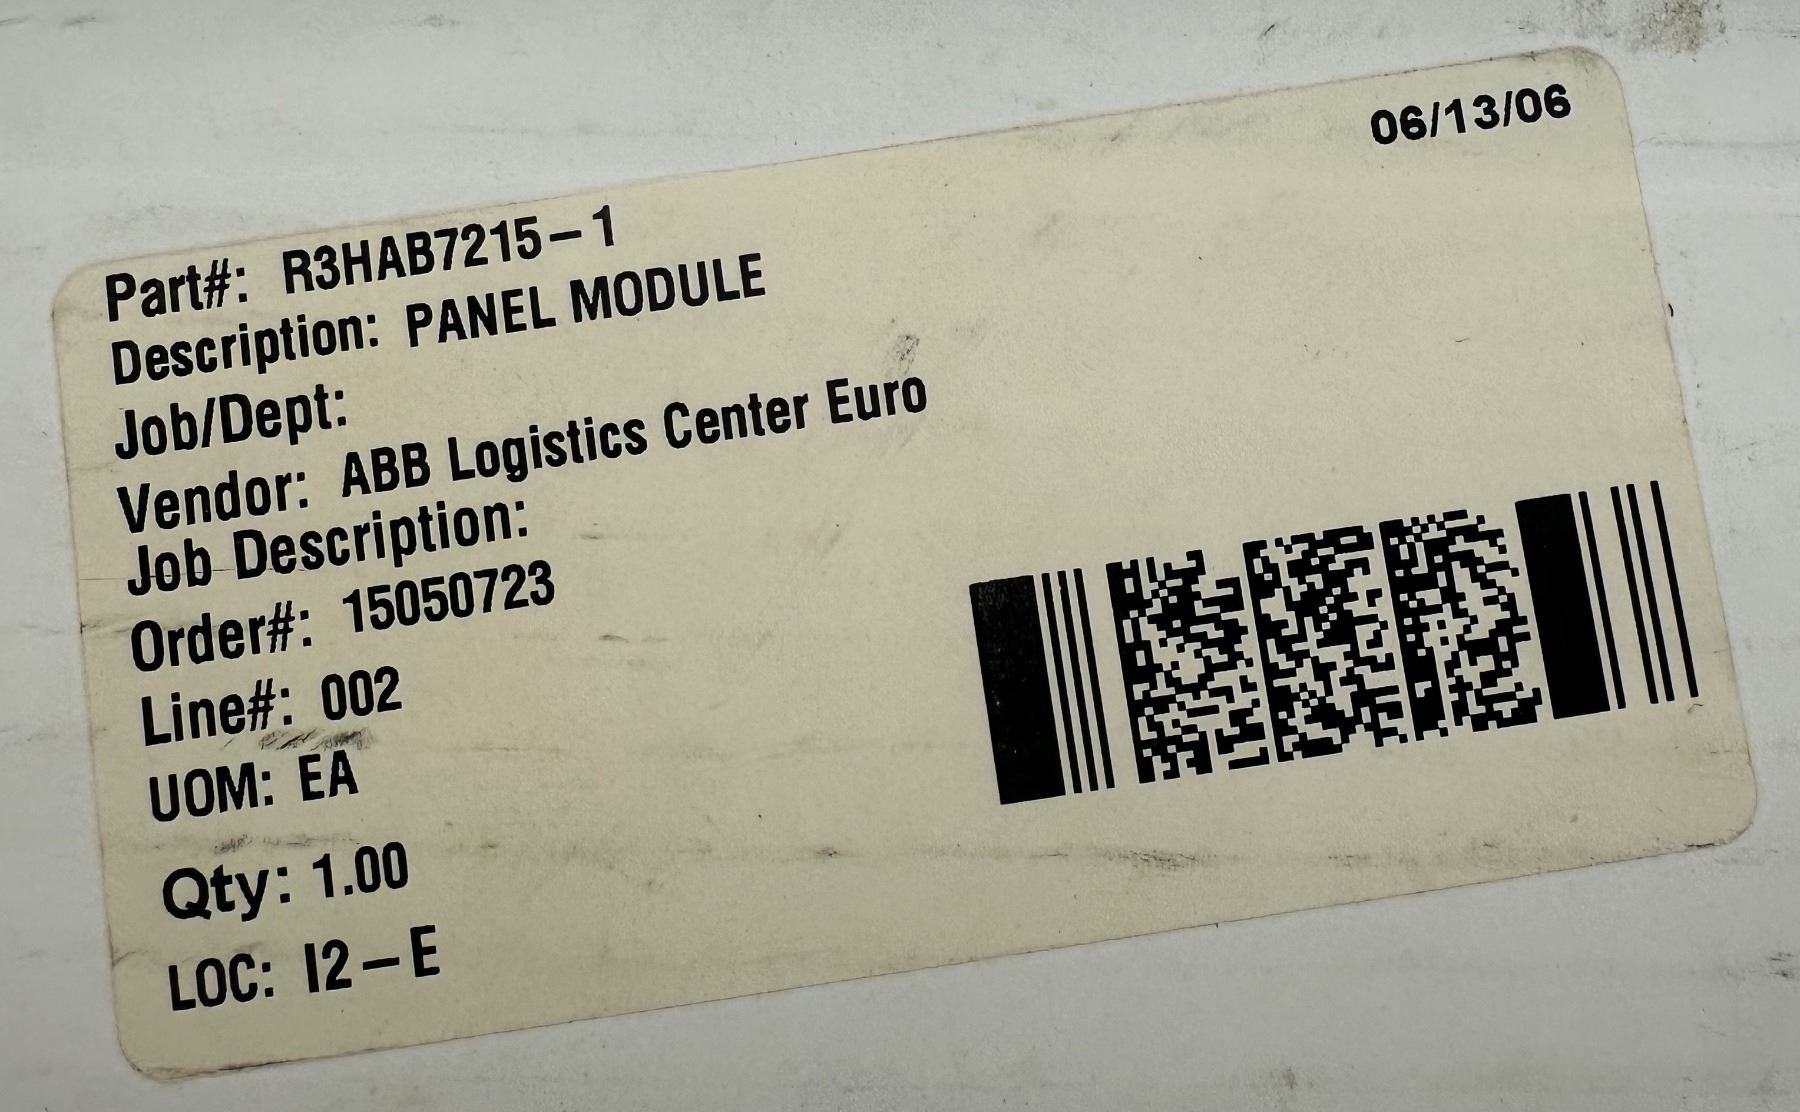 06/13/06
Part#: R3HAB7215-1
Description: PANEL MODULE
Job/Dept:
Vendor: ABB Logistics Center Euro
Job Description:
Order#: 15050723
Line#: 002
UOM: EA
Qty: 1.00
LOC: I2-E